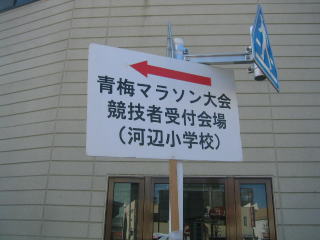 青梅マラソン大会
競技者受付会場
（河辺小学校）